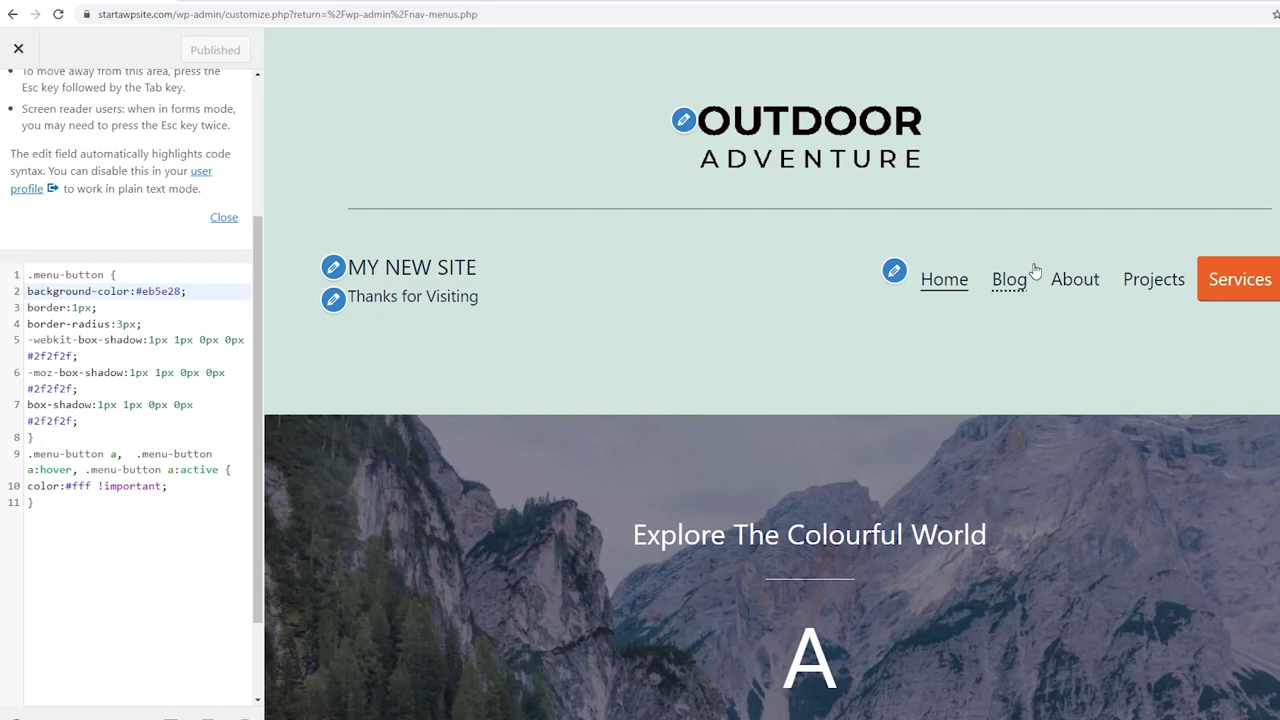 startawpsite.com/wp-admin/customize.php?return=%2Fwp-admin%2Fnav-menus.php
Published
To move away from this area, press the
Esc key followed by the Tab key.
Screen reader users: when in forms mode,
you may need to press the Esc key twice.
The edit field automatically highlights code
syntax. You can disable this in your user
profile to work in plain text mode.
Close
1 .menu-button {
2 background-color:#eb5e28;
3 border:1px;
4 border-radius:3px;
5 -webkit-box-shadow:1px 1px 0px 0px
#2f2f2f;
6 -moz-box-shadow:1px 1px 0px 0px
#2f2f2f;
7 box-shadow:1px 1px 0px 0px
#2f2f2f;
8 }
9 .menu-button a, .menu-button
a:hover, .menu-button a:active {
10 color:#fff !important;
11 }
OUTDOOR
ADVENTURE
MY NEW SITE
Thanks for Visiting
Home Blog About Projects Services
Explore The Colourful World
A